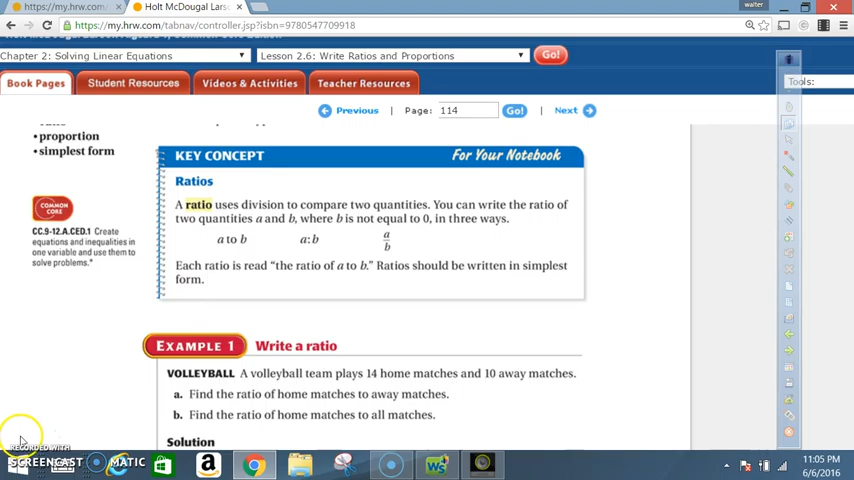 https://my.hrw.com/tabnav/c
Holt McDougal Lars
walter
https://my.hrw.com/tabnav/controller.jsp?isbn=9780547709918
Chapter 2: Solving Linear Equations
Lesson 2.6: Write Ratios and Proportions
Go!
Book Pages
Student Resources
Videos & Activities
Teacher Resources
Tools:
Previous | Page: 114 Go! | Next
• proportion
• simplest form
KEY CONCEPT
For Your Notebook
Ratios
A ratio uses division to compare two quantities. You can write the ratio of
two quantities a and b, where b is not equal to 0, in three ways.
a to b
a:b
a
b
Each ratio is read "the ratio of a to b." Ratios should be written in simplest
form.
COMMON
CORE
CC.9-12.A.CED.1 Create
equations and inequalities in
one variable and use them to
solve problems.*
EXAMPLE 1
Write a ratio
VOLLEYBALL A volleyball team plays 14 home matches and 10 away matches.
a. Find the ratio of home matches to away matches.
b. Find the ratio of home matches to all matches.
Solution
RECORDED WITH
SCREENCAST MATIC
11:05 PM
6/6/2016